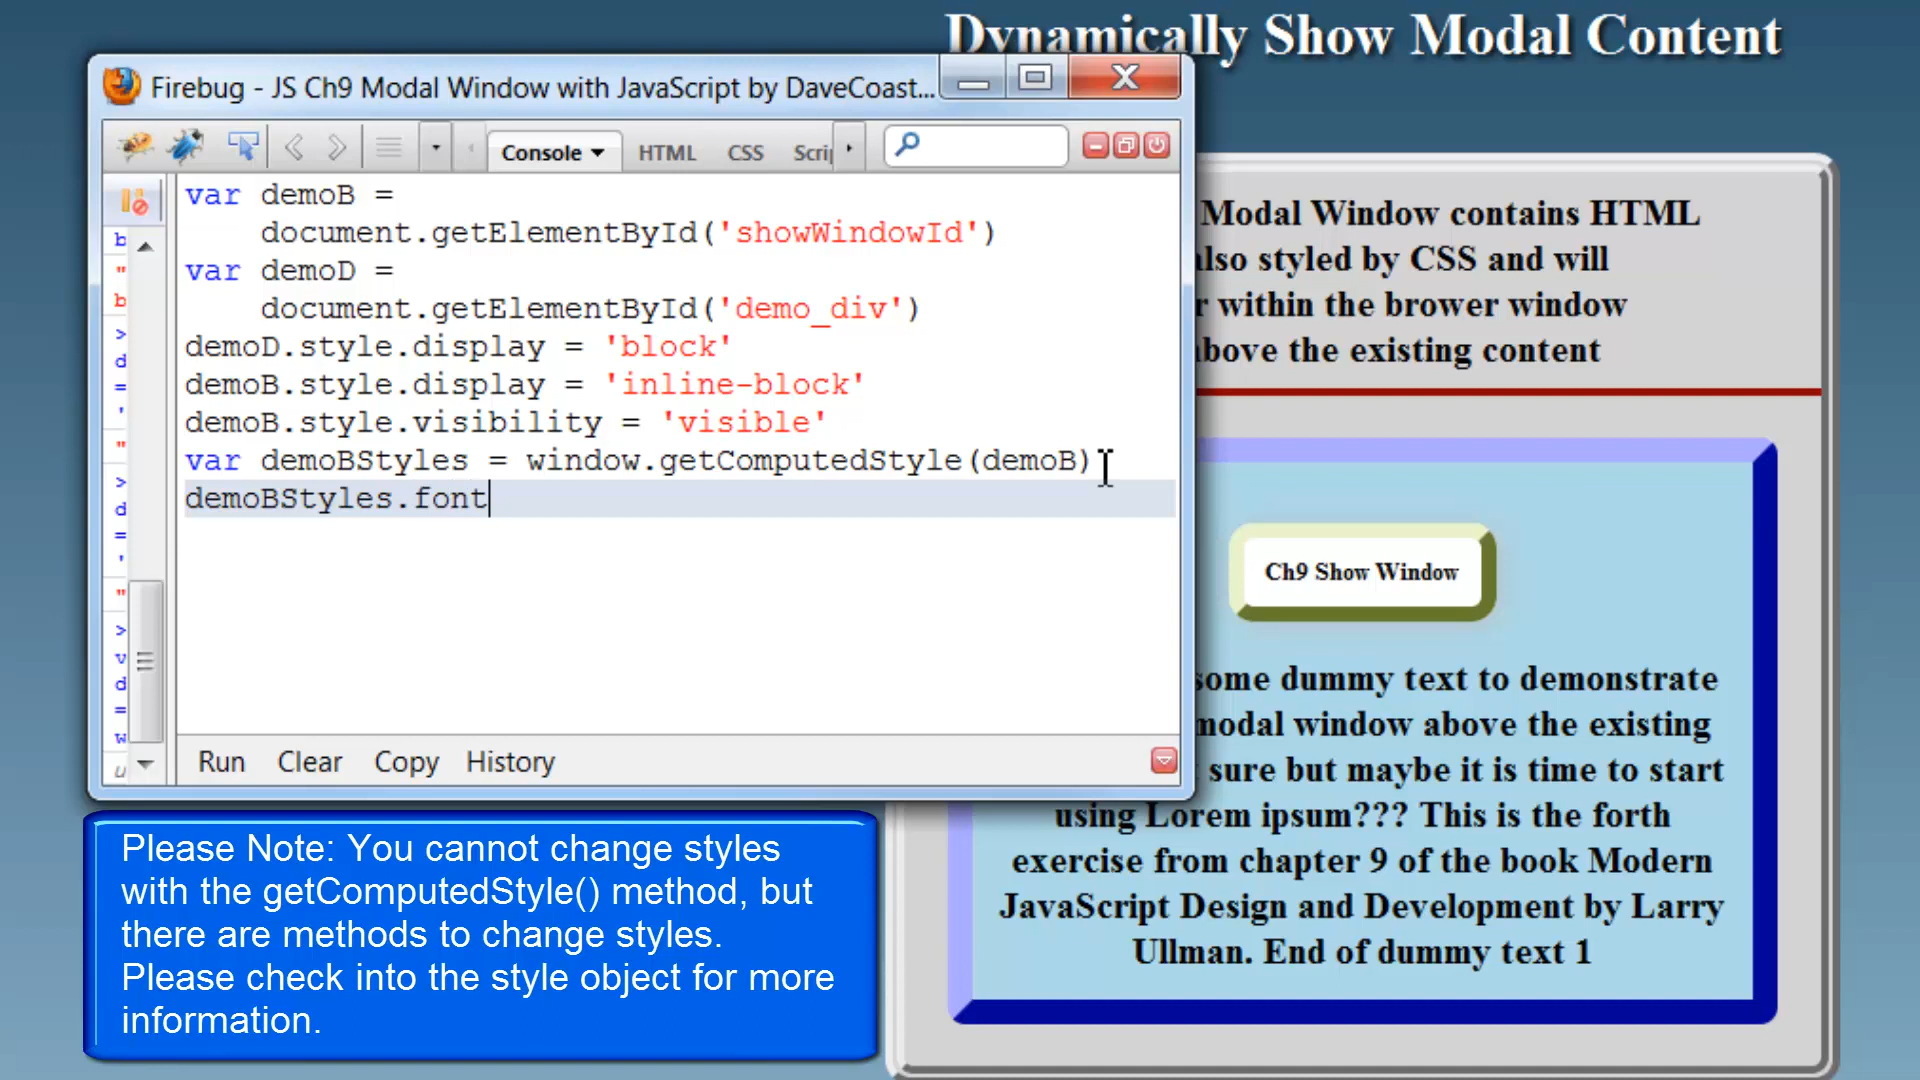 Dynamically Show Modal Content
Firebug - JS Ch9 Modal Window with JavaScript by DaveCoast...
Console HTML CSS Scri
var demoB =
document.getElementById('showWindowId')
var demoD =
document.getElementById('demo_div')
demoD.style.display = 'block'
demoB.style.display = 'inline-block'
demoB.style.visibility = 'visible'
var demoBStyles = window.getComputedStyle(demoB)
demoBStyles.font
Run Clear Copy History
Modal Window contains HTML
lso styled by CSS and will
r within the brower window
bove the existing content
Ch9 Show Window
some dummy text to demonstrate
modal window above the existing
sure but maybe it is time to start
using Lorem ipsum??? This is the forth
exercise from chapter 9 of the book Modern
JavaScript Design and Development by Larry
Ullman. End of dummy text 1
Please Note: You cannot change styles
with the getComputedStyle() method, but
there are methods to change styles.
Please check into the style object for more
information.